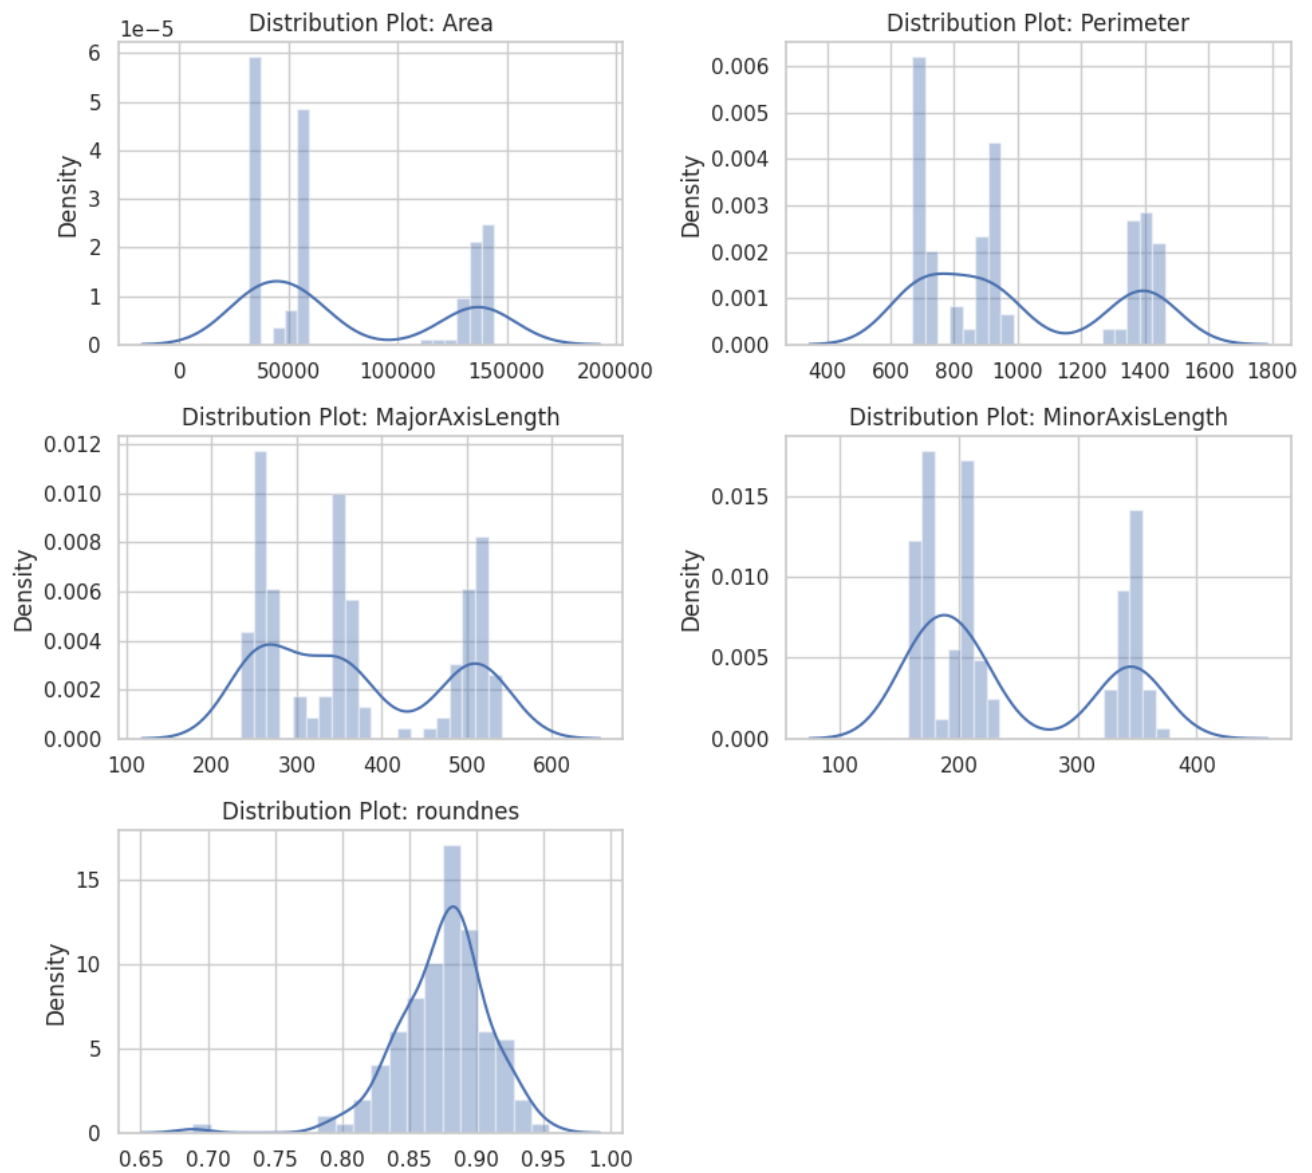 Distribution Plot: Area
1e−5
Density
6
5
4
3
2
1
0
0 50000 100000 150000 200000
Distribution Plot: Perimeter
Density
0.006
0.005
0.004
0.003
0.002
0.001
0.000
400 600 800 1000 1200 1400 1600 1800
Distribution Plot: MajorAxisLength
Density
0.012
0.010
0.008
0.006
0.004
0.002
0.000
100 200 300 400 500 600
Distribution Plot: MinorAxisLength
Density
0.015
0.010
0.005
0.000
100 200 300 400
Distribution Plot: roundnes
Density
15
10
5
0
0.65 0.70 0.75 0.80 0.85 0.90 0.95 1.00